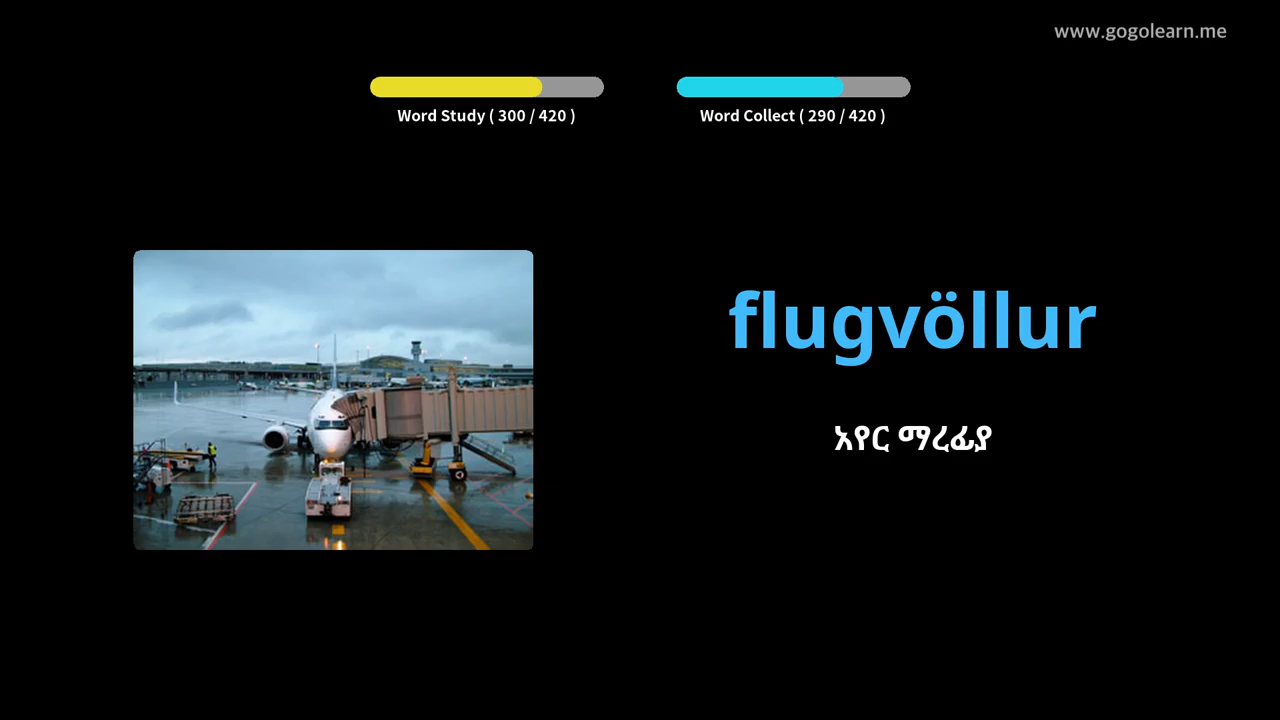 www.gogolearn.me
Word Study ( 300 / 420 )
Word Collect ( 290 / 420 )
flugvöllur
አየር ማረፊያ